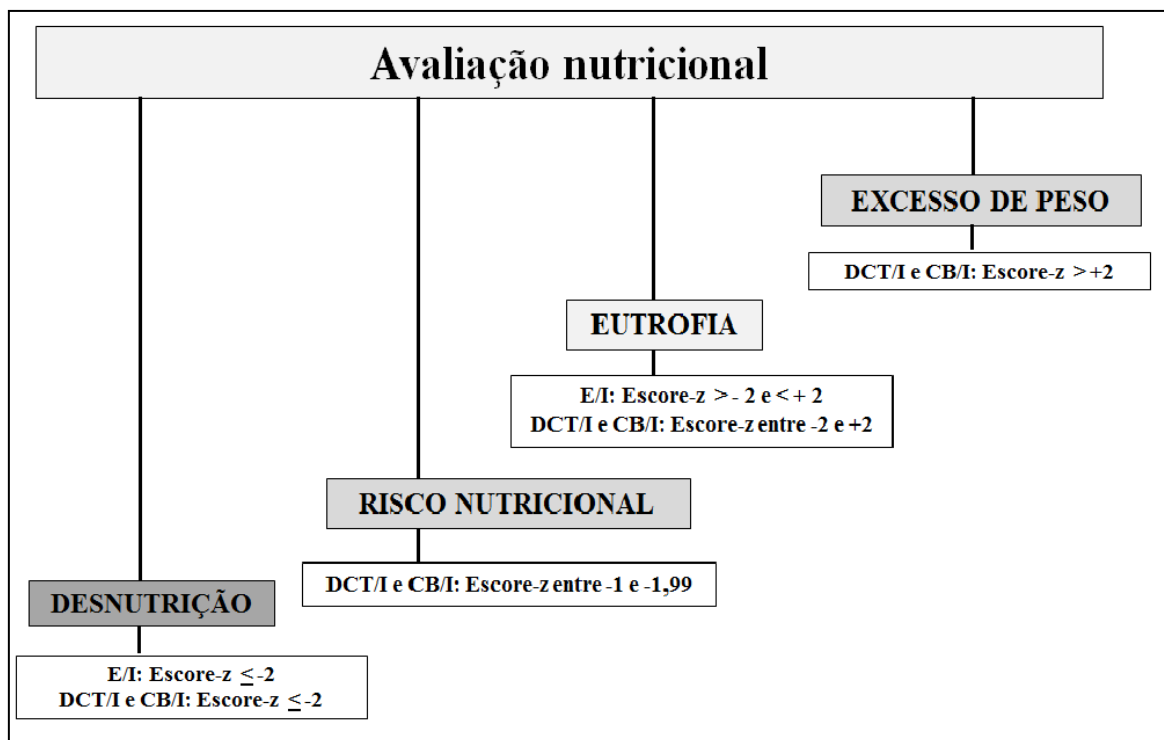 Avaliação nutricional
EXCESSO DE PESO
DCT/I e CB/I: Escore-z > +2
EUTROFIA
E/I: Escore-z > - 2 e < + 2
DCT/I e CB/I: Escore-z entre -2 e +2
RISCO NUTRICIONAL
DCT/I e CB/I: Escore-z entre -1 e -1,99
DESNUTRIÇÃO
E/I: Escore-z ≤ -2
DCT/I e CB/I: Escore-z ≤ -2